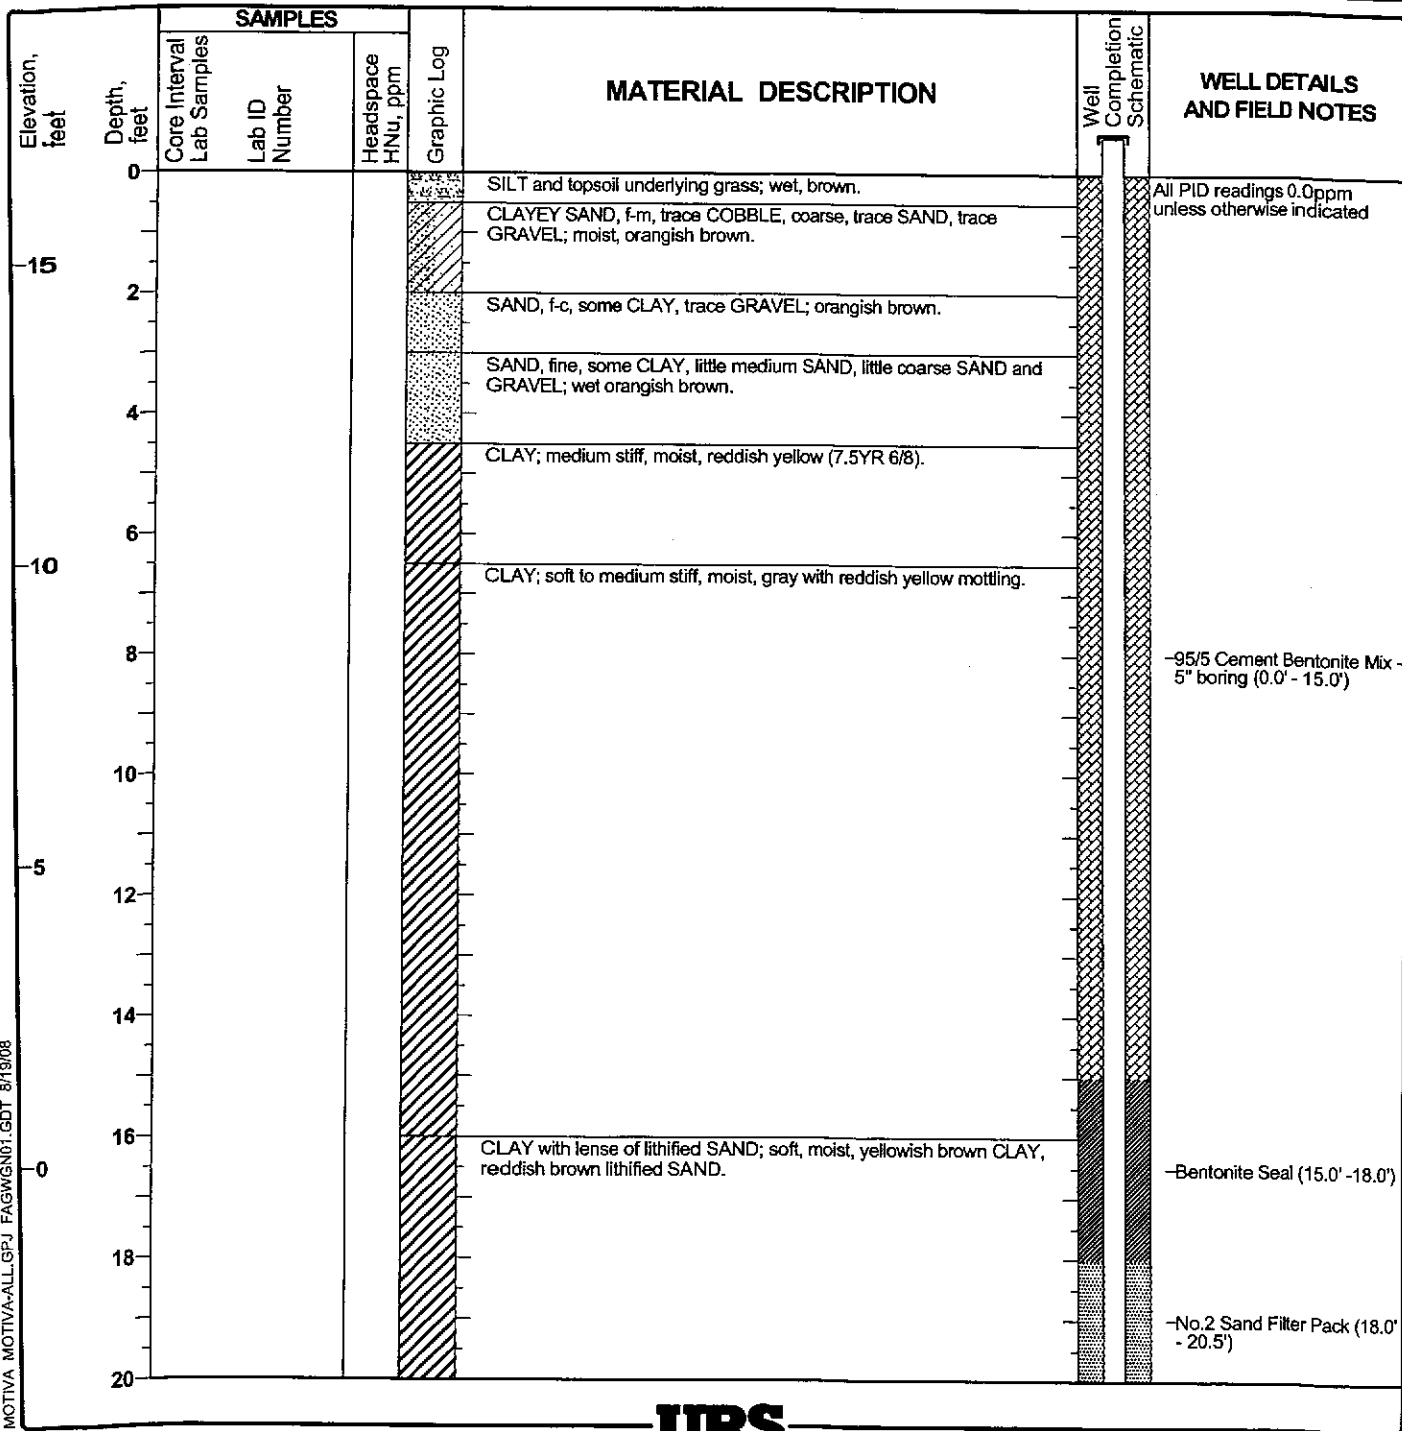 SAMPLES
Elevation,
feet
Depth,
feet
Core Interval
Lab Samples
Lab ID
Number
Headspace
HNu, ppm
Graphic Log
MATERIAL DESCRIPTION
Well
Completion
Schematic
WELL DETAILS
AND FIELD NOTES
0
SILT and topsoil underlying grass; wet, brown.
All PID readings 0.0ppm
unless otherwise indicated
CLAYEY SAND, f-m, trace COBBLE, coarse, trace SAND, trace
GRAVEL; moist, orangish brown.
15
2
SAND, f-c, some CLAY, trace GRAVEL; orangish brown.
SAND, fine, some CLAY, little medium SAND, little coarse SAND and
GRAVEL; wet orangish brown.
4
CLAY; medium stiff, moist, reddish yellow (7.5YR 6/8).
6
10
CLAY; soft to medium stiff, moist, gray with reddish yellow mottling.
8
95/5 Cement Bentonite Mix -
5" boring (0.0' - 15.0')
10
5
12
14
16
CLAY with lense of lithified SAND; soft, moist, yellowish brown CLAY,
reddish brown lithified SAND.
0
Bentonite Seal (15.0' -18.0')
18
No.2 Sand Filter Pack (18.0'
- 20.5')
20
MOTIVA MOTIVA-ALL.GPJ FAGWGN01.GDT 8/19/08
URS